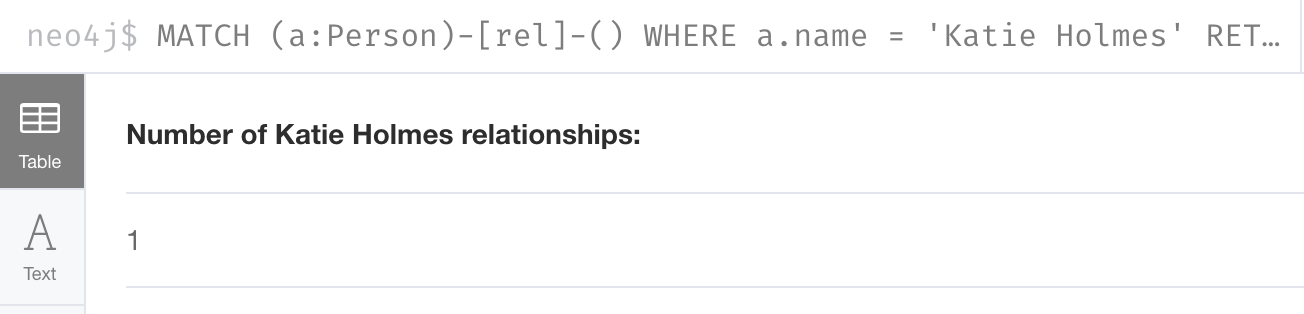 neo4j$ MATCH (a:Person)-[rel]-() WHERE a.name = 'Katie Holmes' RET…
Number of Katie Holmes relationships:
Table
1
A
Text